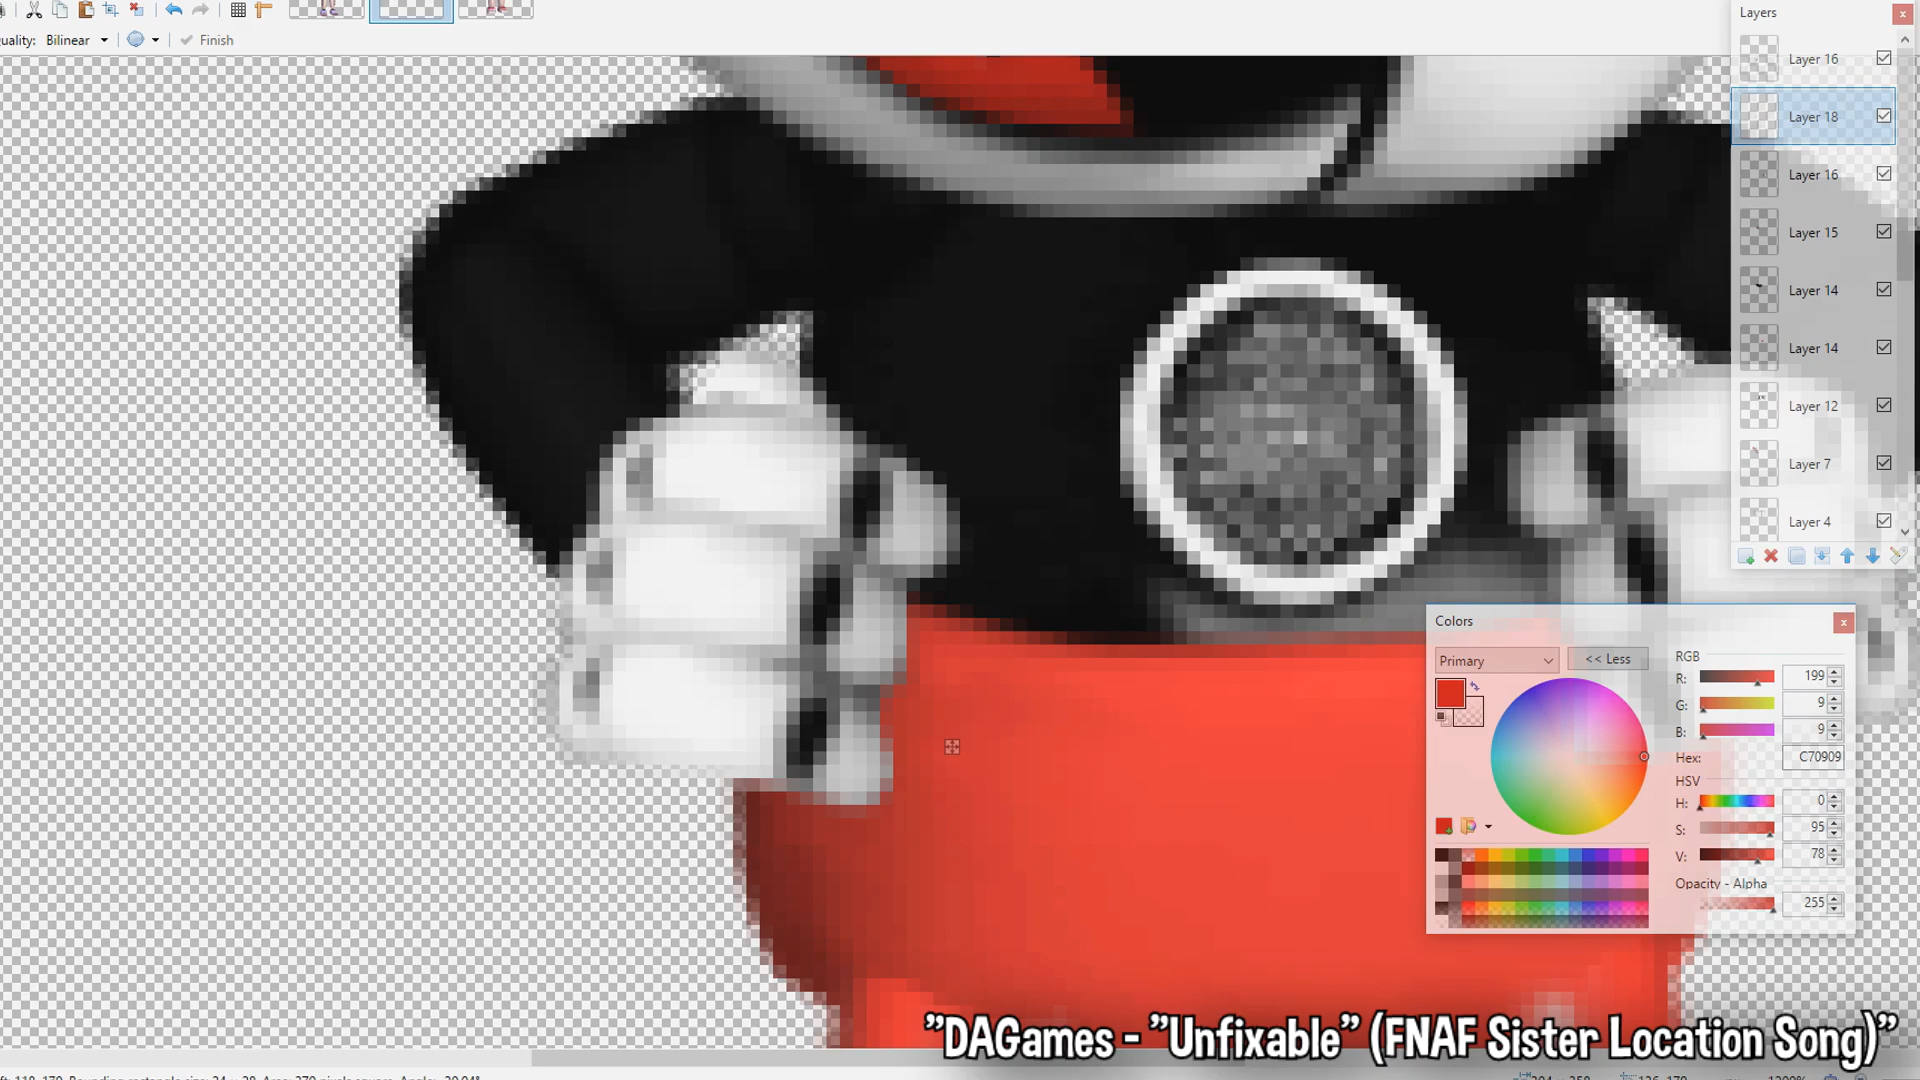 Layers
uality: Bilinear
Finish
Layer 16
Layer 18
Layer 16
Layer 15
Layer 14
Layer 14
Layer 12
Layer 7
Layer 4
Colors
Primary
<< Less
RGB
R: 199
G: 9
B: 9
Hex: C70909
HSV
H: 0
S: 95
V: 78
Opacity - Alpha
255
"DAGames - "Unfixable" (FNAF Sister Location Song)"